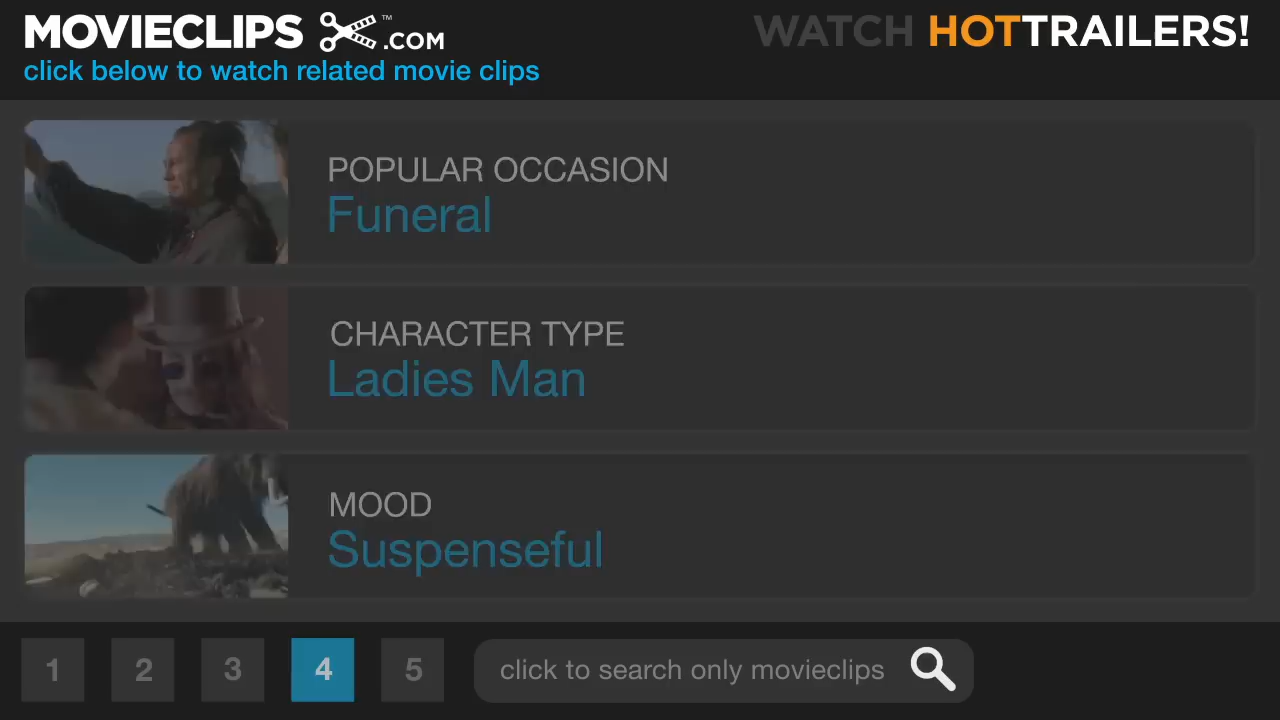 MOVIECLIPS ™ .COM
WATCH HOTTRAILERS!
click below to watch related movie clips
POPULAR OCCASION
Funeral
CHARACTER TYPE
Ladies Man
MOOD
Suspenseful
1 2 3 4 5 click to search only movieclips